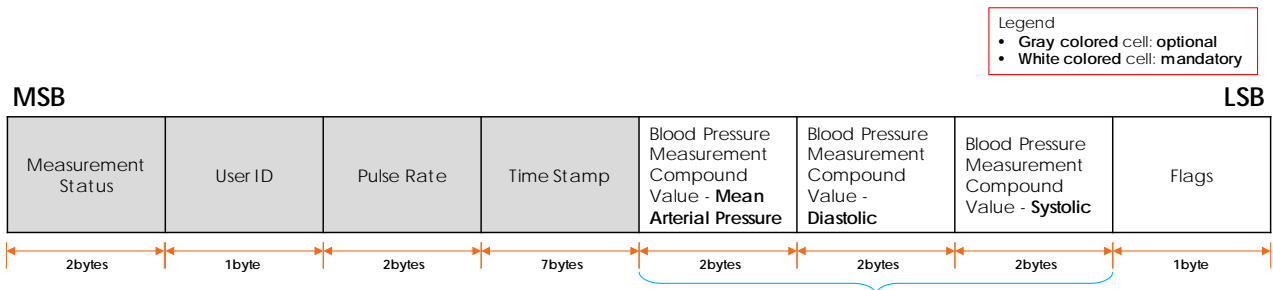 Legend
• Gray colored cell: optional
• White colored cell: mandatory
MSB
LSB
Measurement
Status
User ID
Pulse Rate
Time Stamp
Blood Pressure
Measurement
Compound
Value - Mean
Arterial Pressure
Blood Pressure
Measurement
Compound
Value -
Diastolic
Blood Pressure
Measurement
Compound
Value - Systolic
Flags
2bytes
1byte
2bytes
7bytes
2bytes
2bytes
2bytes
1byte